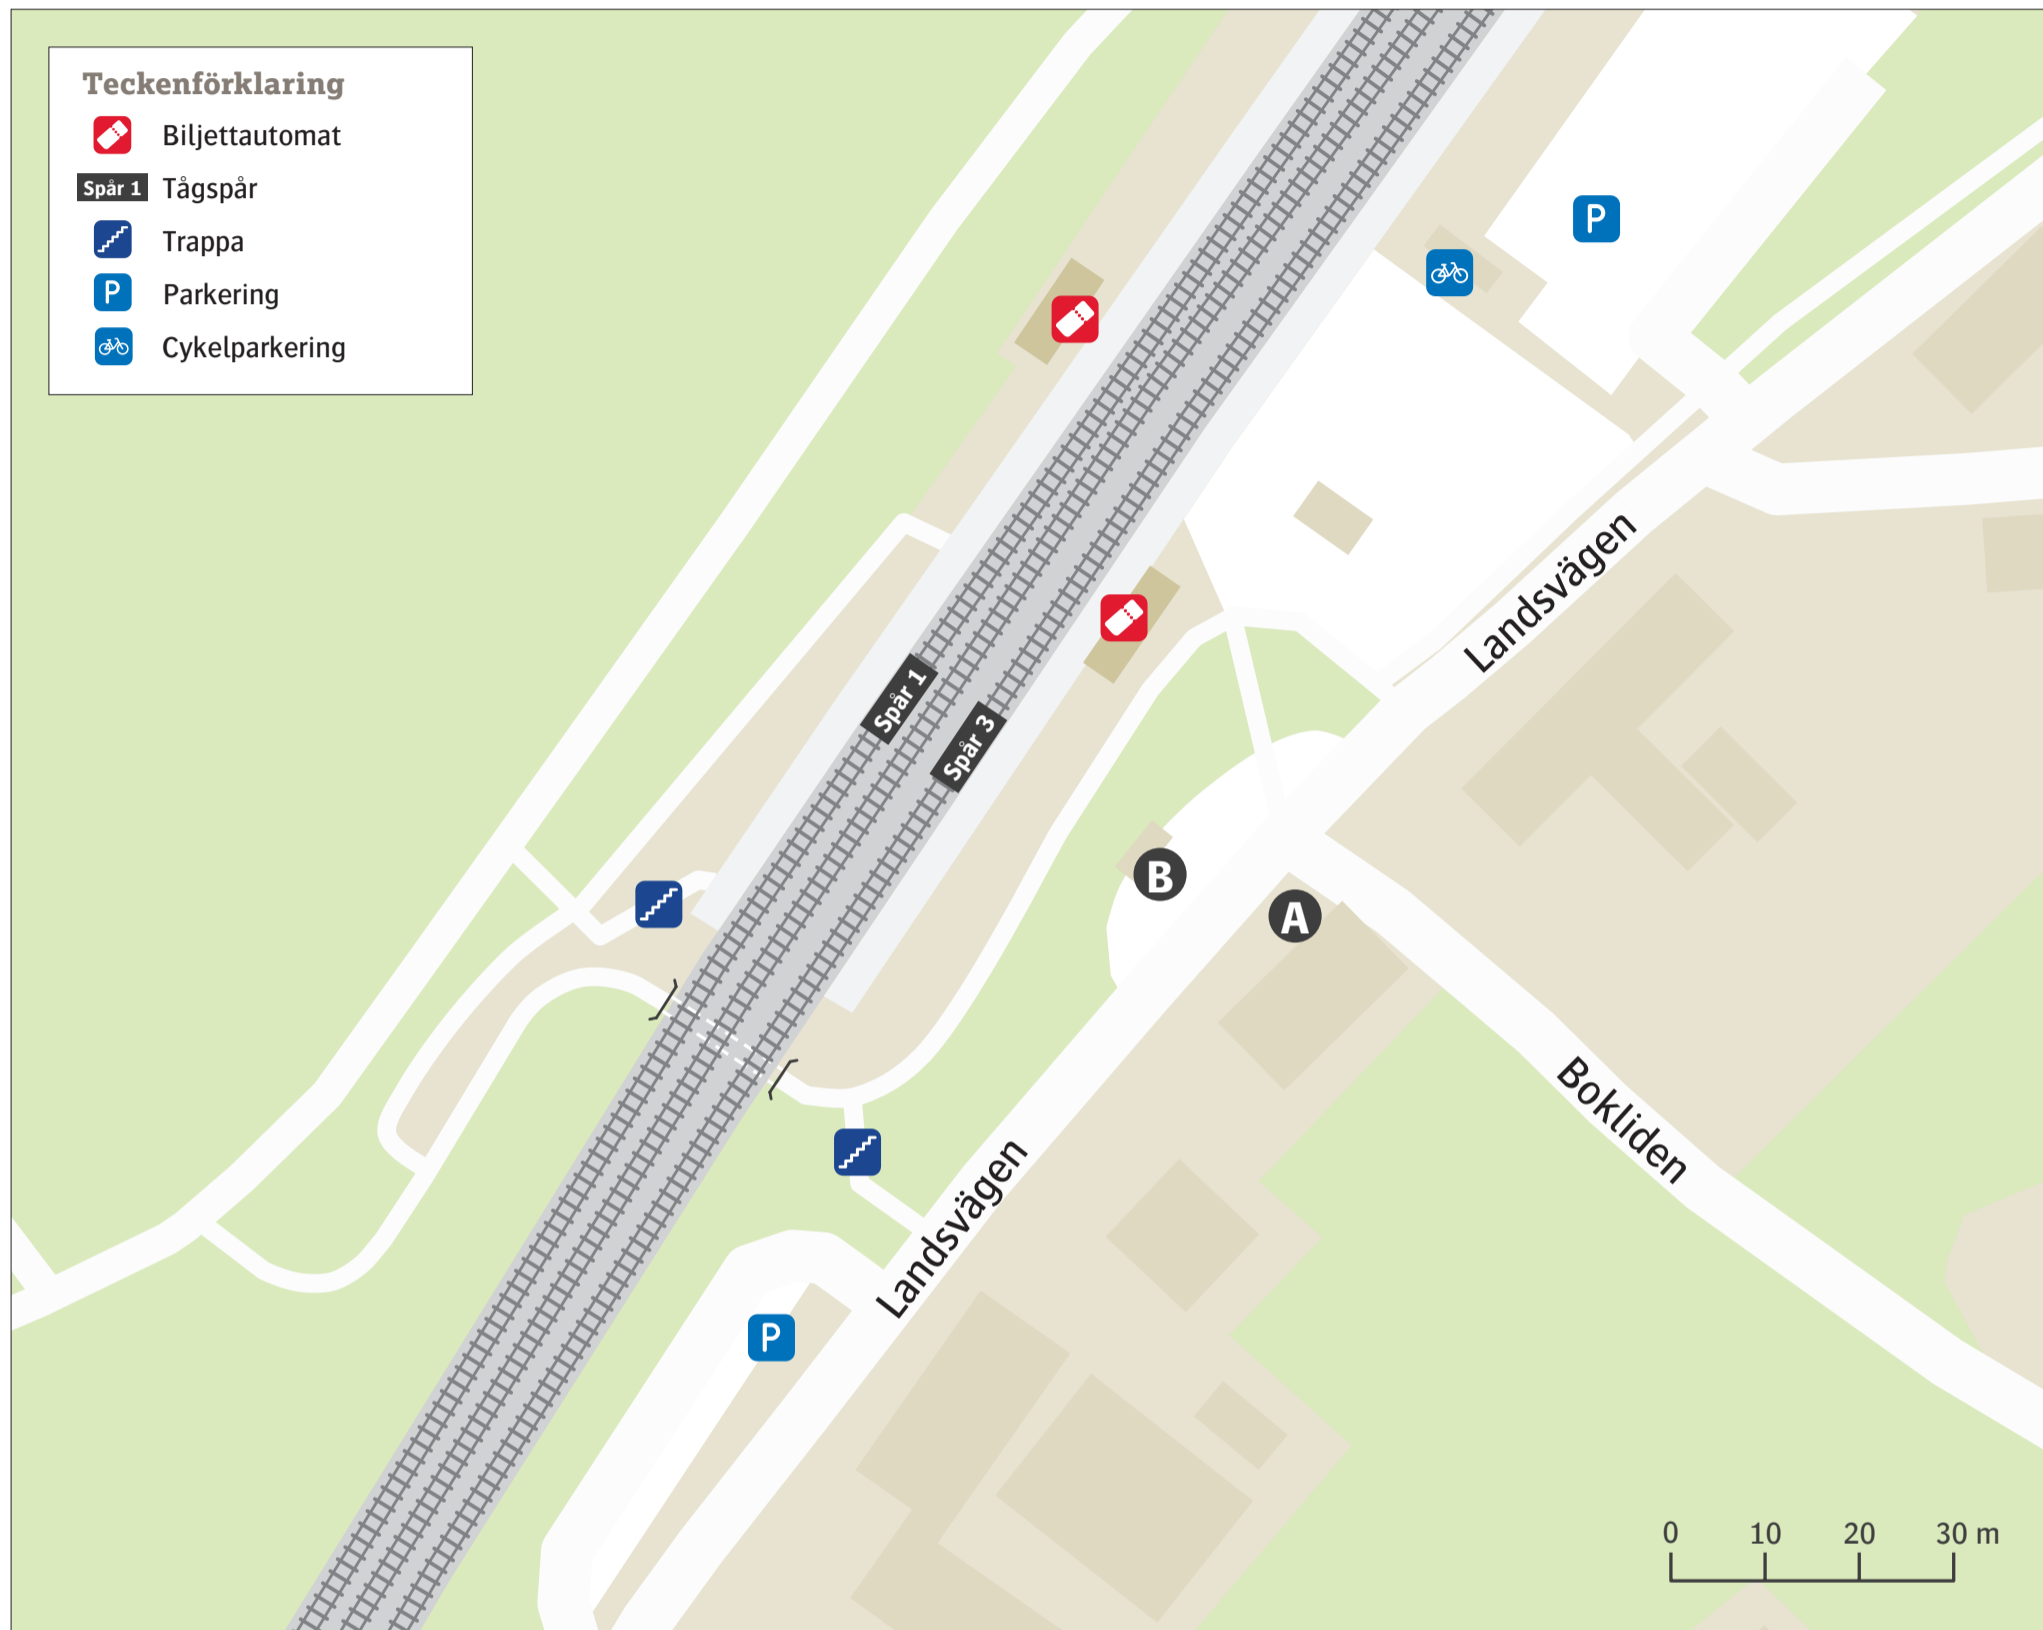 Teckenförklaring
Biljettautomat
Spår 1 Tågspår
Trappa
P Parkering
Cykelparkering
P
Landsvägen
Spår 1
Spår 3
B
A
Bokliden
Landsvägen
P
0 10 20 30 m